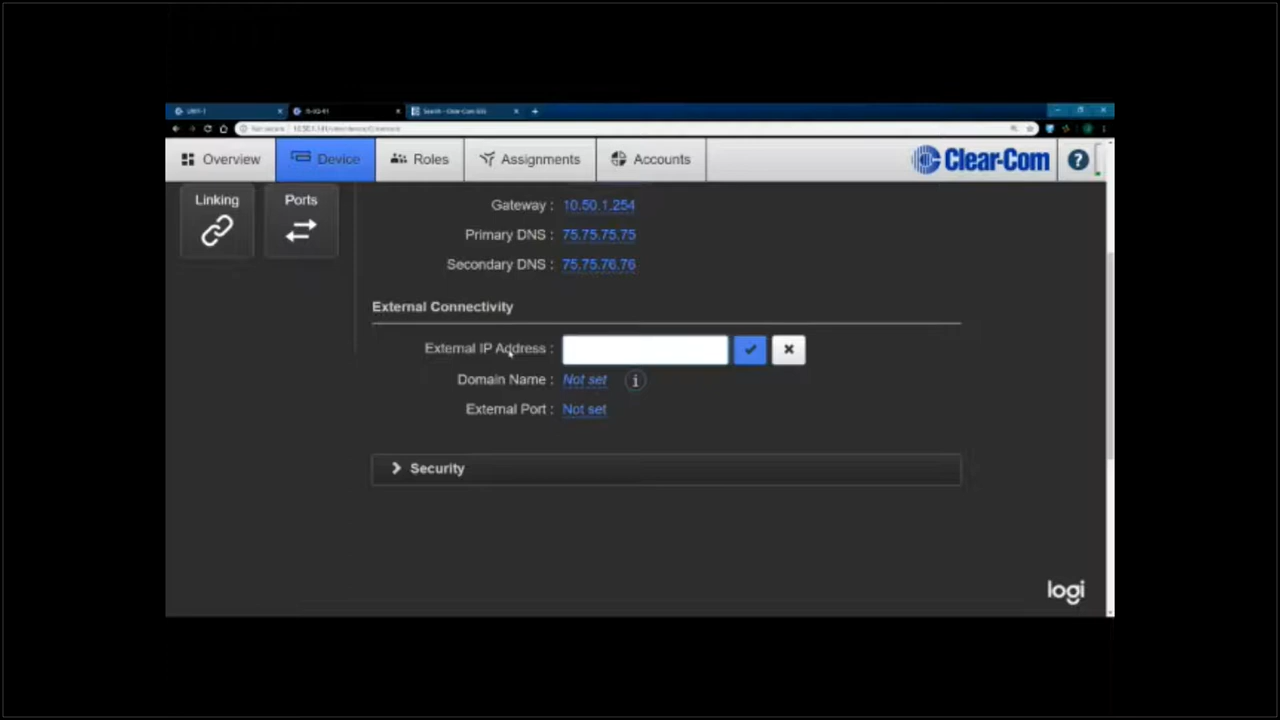 Overview
Device
Roles
Assignments
Accounts
Clear-Com
?
Linking
Ports
Gateway : 10.50.1.254
Primary DNS : 75.75.75.75
Secondary DNS : 75.75.76.76
External Connectivity
External IP Address :
Domain Name : Not set i
External Port : Not set
Security
logi